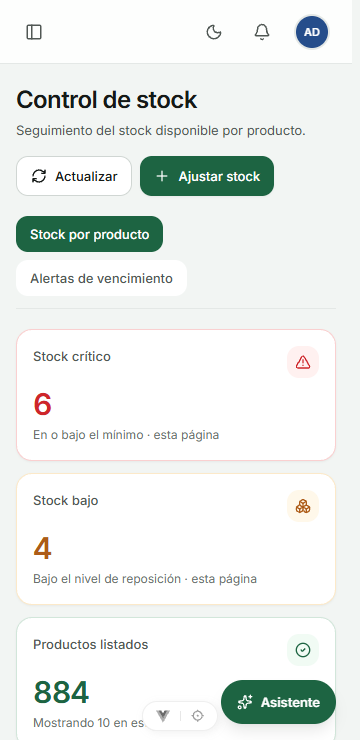 AD
Control de stock
Seguimiento del stock disponible por producto.
Actualizar
Ajustar stock
Stock por producto
Alertas de vencimiento
Stock crítico
6
En o bajo el mínimo · esta página
Stock bajo
4
Bajo el nivel de reposición · esta página
Productos listados
884
Mostrando 10 en
Asistente